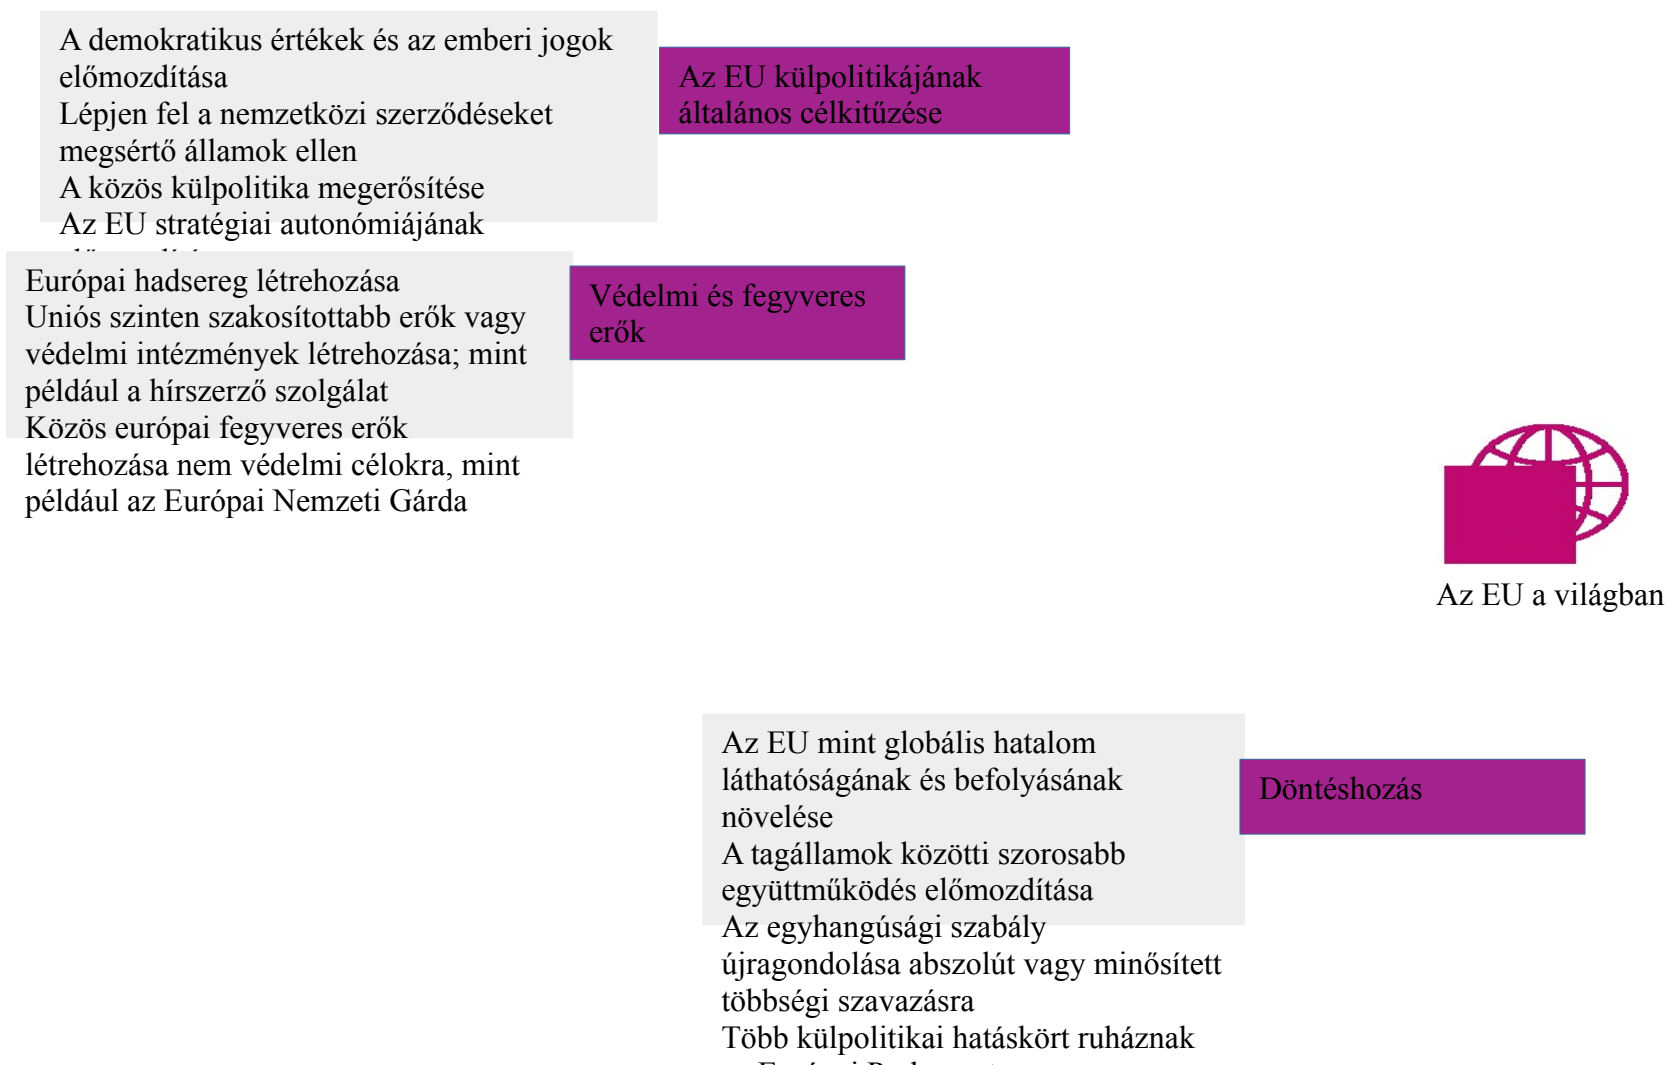 A demokratikus értékek és az emberi jogok
előmozdítása
Lépjen fel a nemzetközi szerződéseket
megsértő államok ellen
A közös külpolitika megerősítése
Az EU stratégiai autonómiájának
Az EU külpolitikájának
általános célkitűzése
Európai hadsereg létrehozása
Uniós szinten szakosítottabb erők vagy
védelmi intézmények létrehozása; mint
például a hírszerző szolgálat
Közös európai fegyveres erők
létrehozása nem védelmi célokra, mint
például az Európai Nemzeti Gárda
Védelmi és fegyveres
erők
Az EU a világban
Az EU mint globális hatalom
láthatóságának és befolyásának
növelése
A tagállamok közötti szorosabb
együttműködés előmozdítása
Az egyhangúsági szabály
újragondolása abszolút vagy minősített
többségi szavazásra
Több külpolitikai hatáskört ruháznak
Döntéshozás